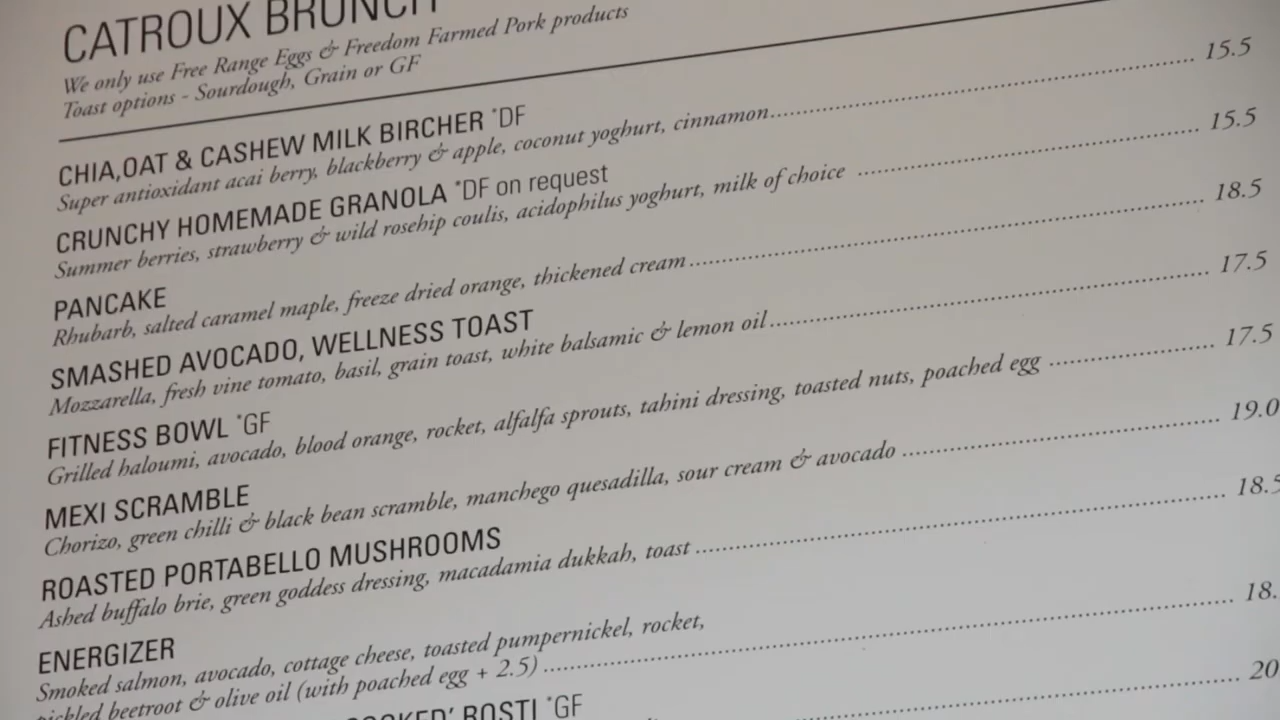 CATROUX BRUNCH
We only use Free Range Eggs & Freedom Farmed Pork products
Toast options - Sourdough, Grain or GF
CHIA,OAT & CASHEW MILK BIRCHER *DF
Super antioxidant acai berry, blackberry & apple, coconut yoghurt, cinnamon.......... 15.5
CRUNCHY HOMEMADE GRANOLA *DF on request
Summer berries, strawberry & wild rosehip coulis, acidophilus yoghurt, milk of choice .......... 15.5
PANCAKE
Rhubarb, salted caramel maple, freeze dried orange, thickened cream.......... 18.5
SMASHED AVOCADO, WELLNESS TOAST
Mozzarella, fresh vine tomato, basil, grain toast, white balsamic & lemon oil.......... 17.5
FITNESS BOWL *GF
Grilled haloumi, avocado, blood orange, rocket, alfalfa sprouts, tahini dressing, toasted nuts, poached egg .......... 17.5
MEXI SCRAMBLE
Chorizo, green chilli & black bean scramble, manchego quesadilla, sour cream & avocado .......... 19.0
ROASTED PORTABELLO MUSHROOMS
Ashed buffalo brie, green goddess dressing, macadamia dukkah, toast .......... 18.5
ENERGIZER
Smoked salmon, avocado, cottage cheese, toasted pumpernickel, rocket,
pickled beetroot & olive oil (with poached egg + 2.5) .......... 18.
ROSTI *GF
20